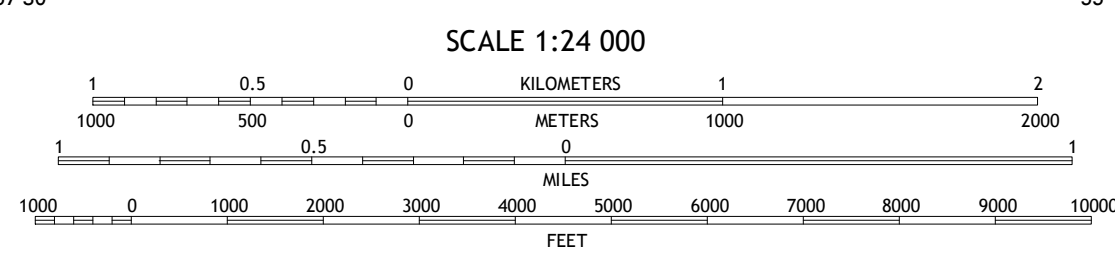 SCALE 1:24 000
1 0.5 0 KILOMETERS 1 2
1000 500 0 METERS 1000 2000
1 0.5 0 1
MILES
1000 0 1000 2000 3000 4000 5000 6000 7000 8000 9000 10000
FEET